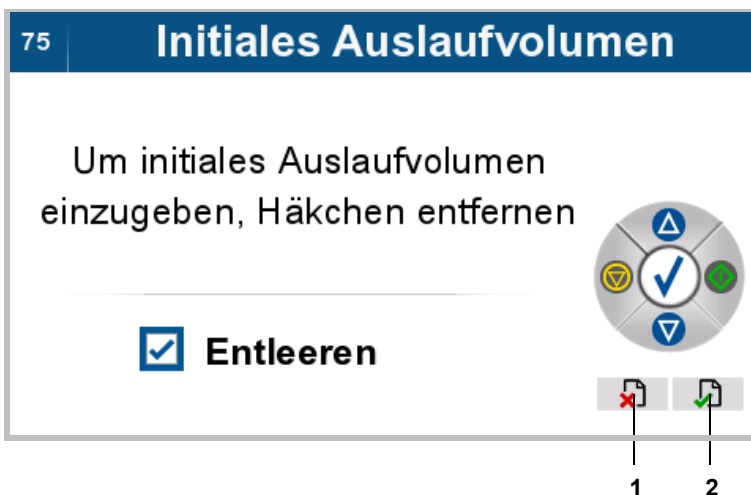 75 Initiales Auslaufvolumen
Um initiales Auslaufvolumen
einzugeben, Häkchen entfernen
Entleeren
1 2